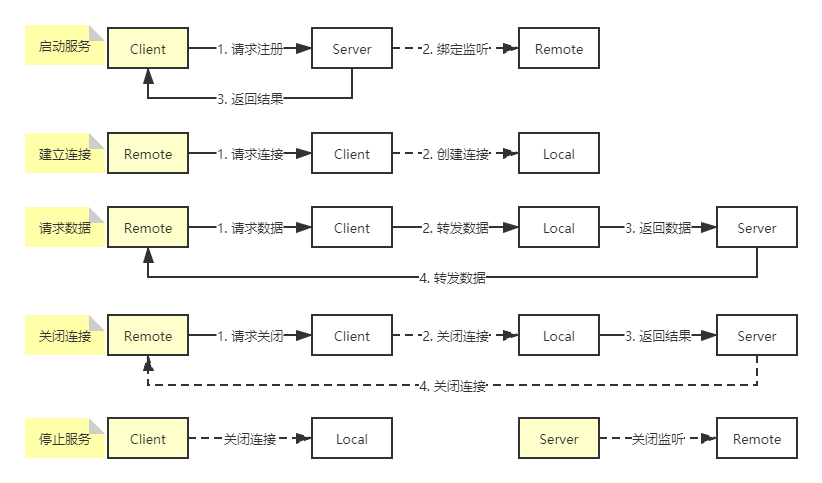 启动服务
Client
1. 请求注册
Server
2. 绑定监听
Remote
3. 返回结果
建立连接
Remote
1. 请求连接
Client
2. 创建连接
Local
请求数据
Remote
1. 请求数据
Client
2. 转发数据
Local
3. 返回数据
Server
4. 转发数据
关闭连接
Remote
1. 请求关闭
Client
2. 关闭连接
Local
3. 返回结果
Server
4. 关闭连接
停止服务
Client
关闭连接
Local
Server
关闭监听
Remote